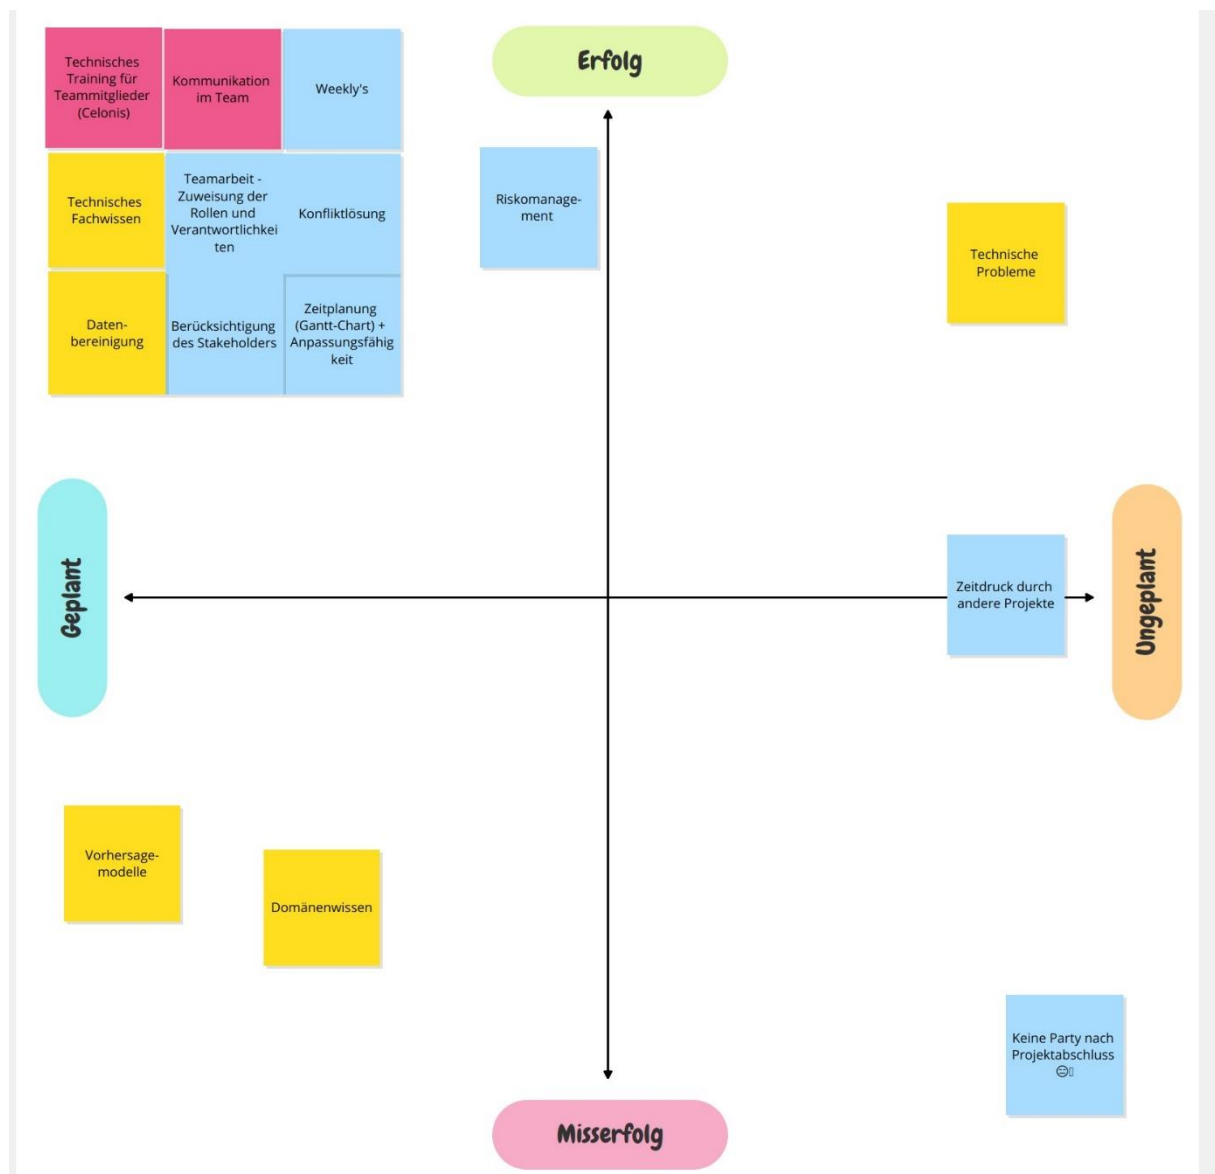 Erfolg
Technisches
Training für
Teammitglieder
(Celonis)
Kommunikation
im Team
Weekly's
Technisches
Fachwissen
Teamarbeit -
Zuweisung der
Rollen und
Verantwortlichkei
ten
Konfliktlösung
Daten-
bereinigung
Berücksichtigung
des Stakeholders
Zeitplanung
(Gantt-Chart) +
Anpassungsfähig
keit
Riskomanage-
ment
Technische
Probleme
Geplant
Zeitdruck durch
andere Projekte
Ungeplant
Vorhersage-
modelle
Domänenwissen
Keine Party nach
Projektabschluss
😑▯
Misserfolg